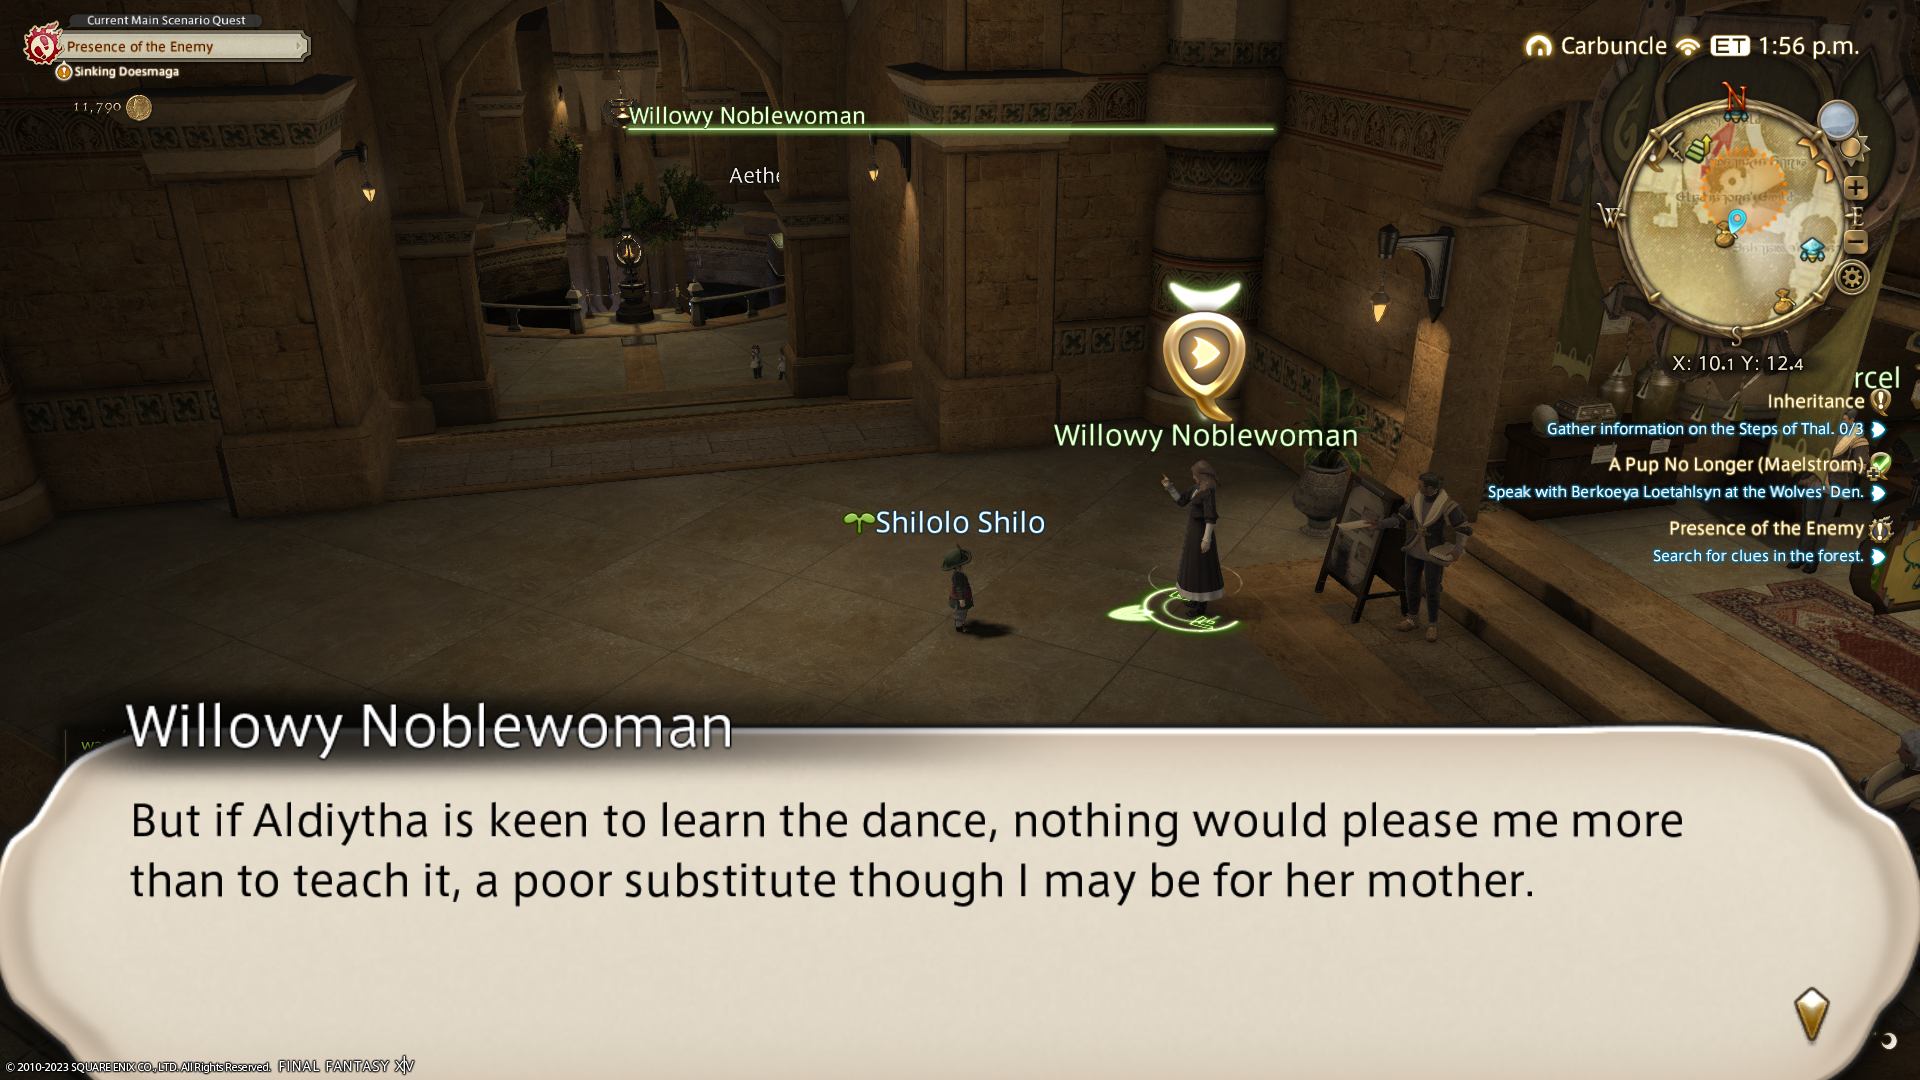 Current Main Scenario Quest
Presence of the Enemy
Sinking Doesmaga
11,790
Carbuncle ET 1:56 p.m.
Willowy Noblewoman
Aethe
N
W
E
S
X: 10.1 Y: 12.4
rcel
Inheritance
Gather information on the Steps of Thal. 0/3
A Pup No Longer (Maelstrom)
Speak with Berkoeya Loetahlsyn at the Wolves' Den.
Presence of the Enemy
Search for clues in the forest.
Willowy Noblewoman
Shilolo Shilo
Willowy Noblewoman
But if Aldiytha is keen to learn the dance, nothing would please me more
than to teach it, a poor substitute though I may be for her mother.
© 2010-2023 SQUARE ENIX CO., LTD. All Rights Reserved. FINAL FANTASY XIV